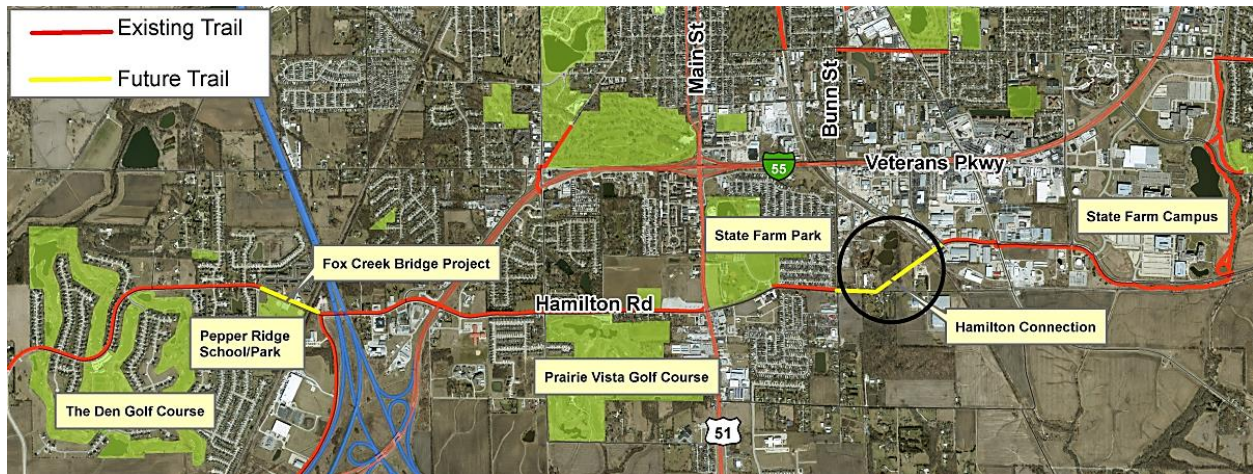 Existing Trail
Future Trail
Main St
Bunn St
55
Veterans Pkwy
State Farm Campus
State Farm Park
Fox Creek Bridge Project
Hamilton Rd
Pepper Ridge
School/Park
Hamilton Connection
Prairie Vista Golf Course
The Den Golf Course
51